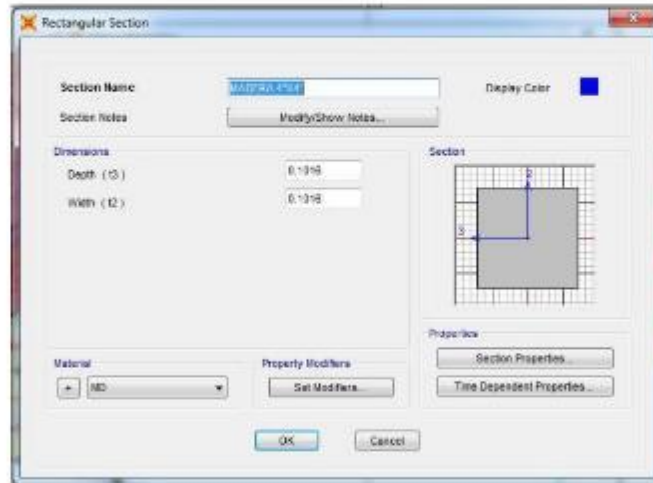 Rectangular Section
Section Name MADERA 4"X4" Display Color
Section Notes Modify/Show Notes...
Dimensions Section
Depth ( t3 ) 0.1016
Width ( t2 ) 0.1016
2
3
Properties
Material Property Modifiers Section Properties...
+ MD Set Modifiers... Time Dependent Properties...
OK Cancel